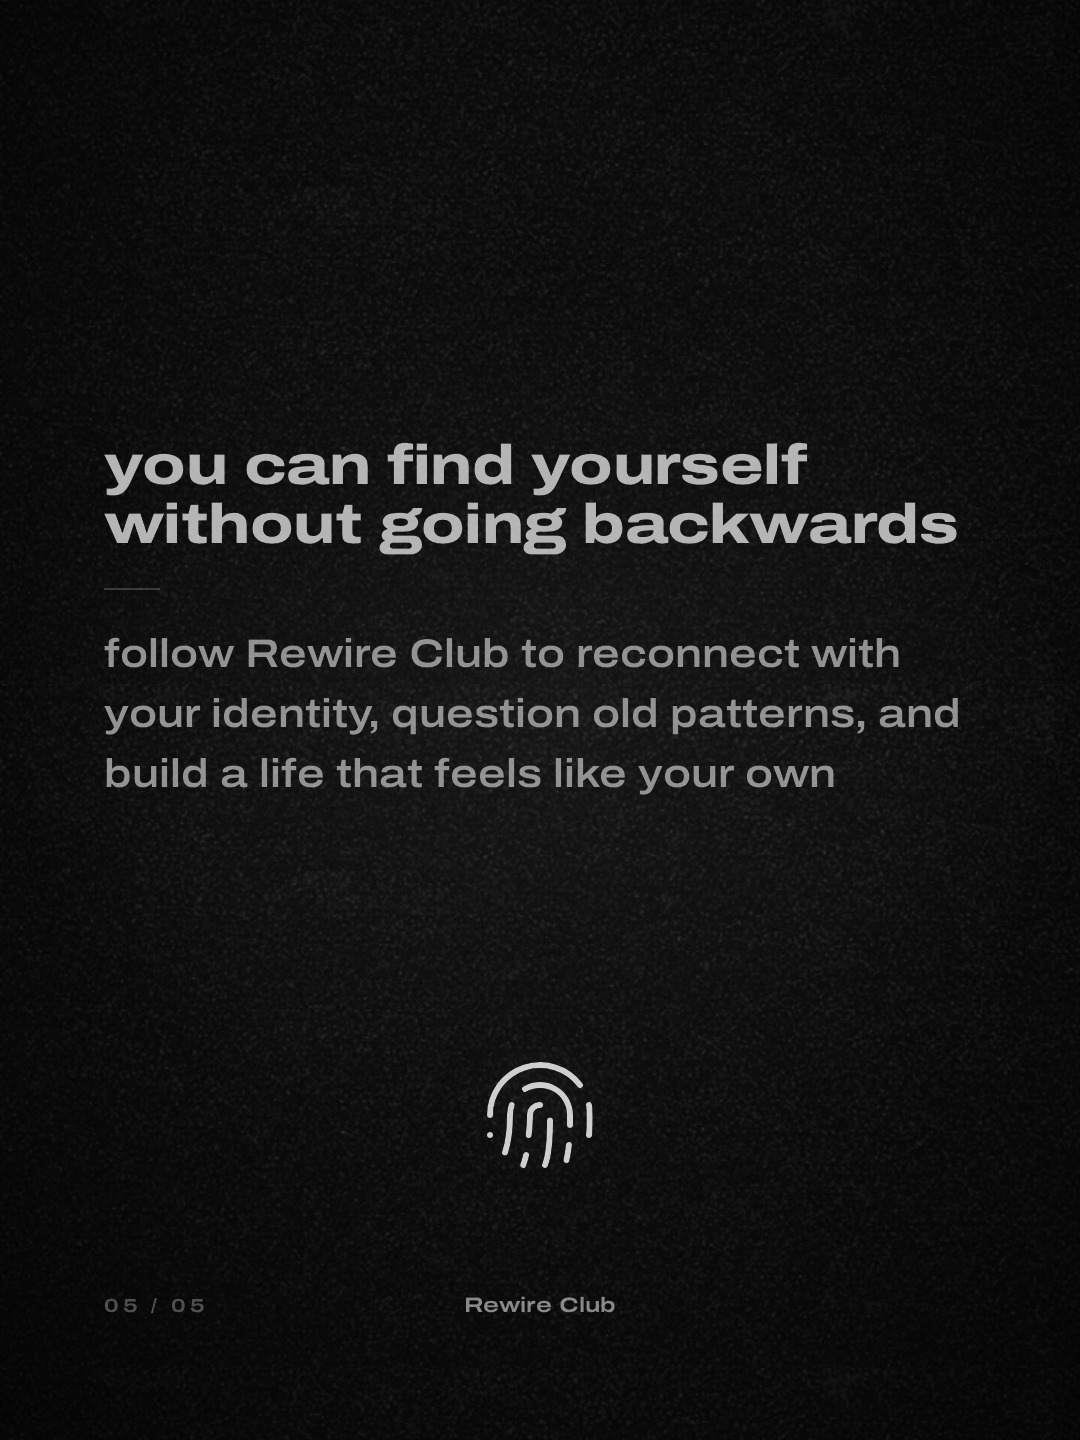 you can find yourself
without going backwards
follow Rewire Club to reconnect with
your identity, question old patterns, and
build a life that feels like your own
05 / 05
Rewire Club